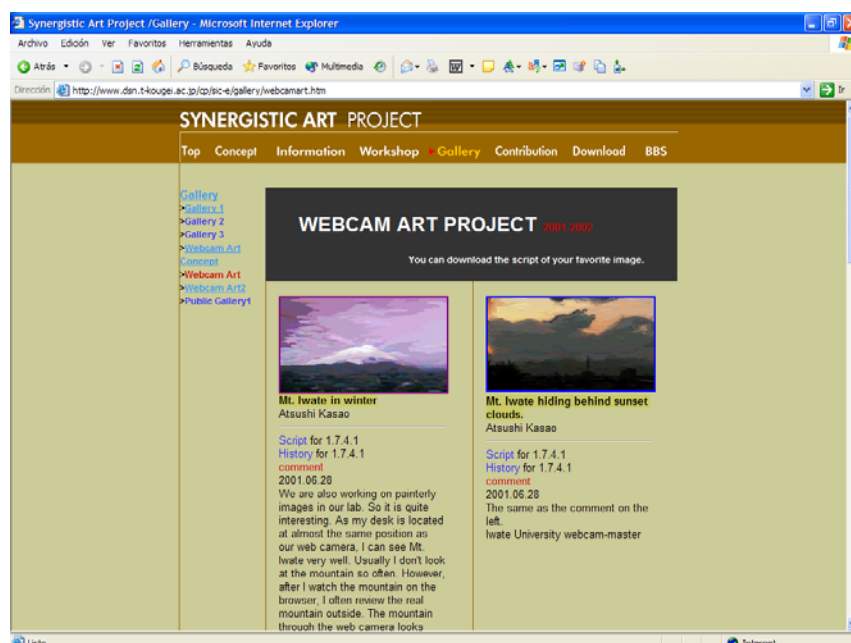 Synergistic Art Project /Gallery - Microsoft Internet Explorer
Archivo Edición Ver Favoritos Herramientas Ayuda
Atrás Búsqueda Favoritos Multimedia
Dirección http://www.dsn.t-kougei.ac.jp/cp/sic-e/gallery/webcamart.htm Ir
SYNERGISTIC ART PROJECT
Top Concept Information Workshop Gallery Contribution Download BBS
Gallery
>Gallery 1
>Gallery 2
>Gallery 3
>Webcam Art
Concept
>Webcam Art
>Webcam Art2
>Public Gallery1
WEBCAM ART PROJECT 2001-2002
You can download the script of your favorite image.
Mt. Iwate in winter
Atsushi Kasao
Script for 1.7.4.1
History for 1.7.4.1
comment
2001.06.28
We are also working on painterly
images in our lab. So it is quite
interesting. As my desk is located
at almost the same position as
our web camera, I can see Mt.
Iwate very well. Usually I don't look
at the mountain so often. However,
after I watch the mountain on the
browser, I often review the real
mountain outside. The mountain
through the web camera looks
Mt. Iwate hiding behind sunset
clouds.
Atsushi Kasao
Script for 1.7.4.1
History for 1.7.4.1
comment
2001.06.28
The same as the comment on the
left.
Iwate University webcam-master
Listo
Internet